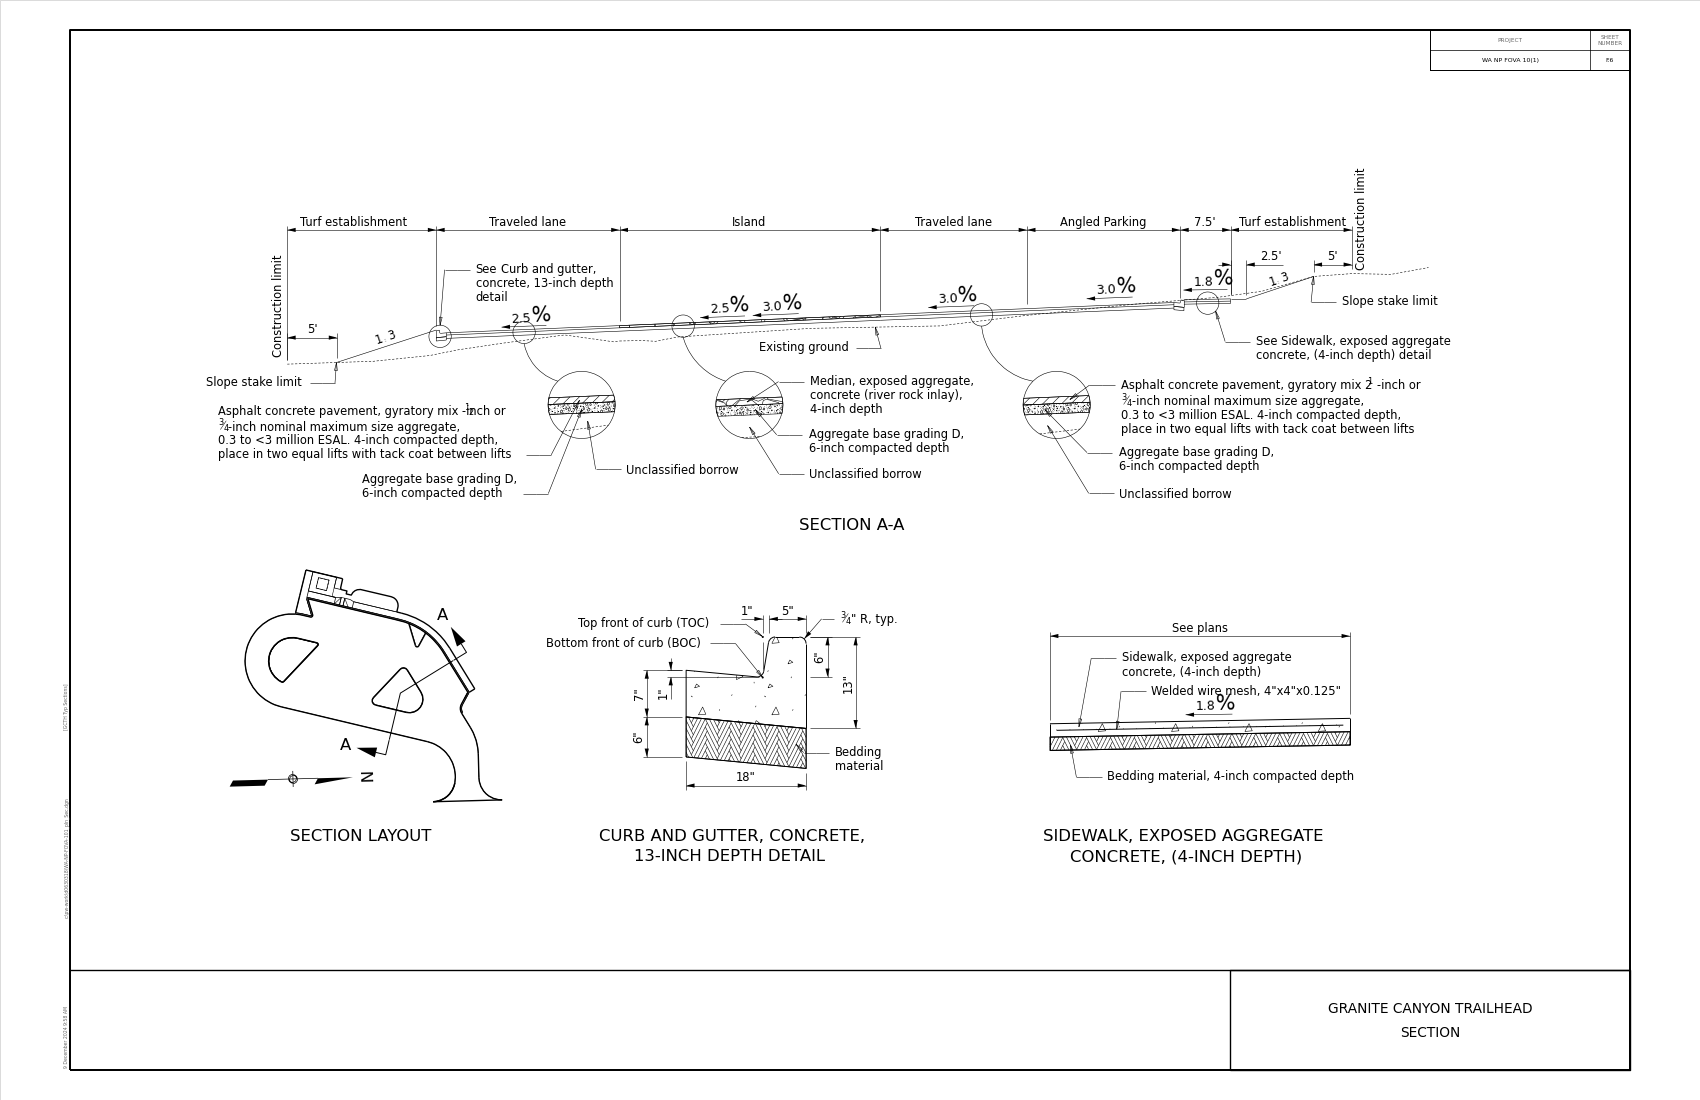 PROJECT
SHEET
NUMBER
WA NP FOVA 10(1)
F.6
Construction limit
Turf establishment
Traveled lane
Island
Traveled lane
Angled Parking
7.5'
Turf establishment
2.5'
5'
Construction limit
See Curb and gutter,
concrete, 13-inch depth
detail
5'
1 : 3
2.5%
2.5%
3.0%
3.0%
3.0%
1.8%
1 : 3
Slope stake limit
Existing ground
See Sidewalk, exposed aggregate
concrete, (4-inch depth) detail
Slope stake limit
Asphalt concrete pavement, gyratory mix 1/2-inch or
3/4-inch nominal maximum size aggregate,
0.3 to <3 million ESAL. 4-inch compacted depth,
place in two equal lifts with tack coat between lifts
Aggregate base grading D,
6-inch compacted depth
Unclassified borrow
Median, exposed aggregate,
concrete (river rock inlay),
4-inch depth
Aggregate base grading D,
6-inch compacted depth
Unclassified borrow
Asphalt concrete pavement, gyratory mix 1/2-inch or
3/4-inch nominal maximum size aggregate,
0.3 to <3 million ESAL. 4-inch compacted depth,
place in two equal lifts with tack coat between lifts
Aggregate base grading D,
6-inch compacted depth
Unclassified borrow
SECTION A-A
A
A
N
SECTION LAYOUT
Top front of curb (TOC)
Bottom front of curb (BOC)
1"
5"
3/4" R, typ.
6"
13"
7"
1"
6"
18"
Bedding
material
CURB AND GUTTER, CONCRETE,
13-INCH DEPTH DETAIL
See plans
Sidewalk, exposed aggregate
concrete, (4-inch depth)
Welded wire mesh, 4"x4"x0.125"
1.8%
Bedding material, 4-inch compacted depth
SIDEWALK, EXPOSED AGGREGATE
CONCRETE, (4-INCH DEPTH)
9 December 2024 9:58 AM
GRANITE CANYON TRAILHEAD
SECTION